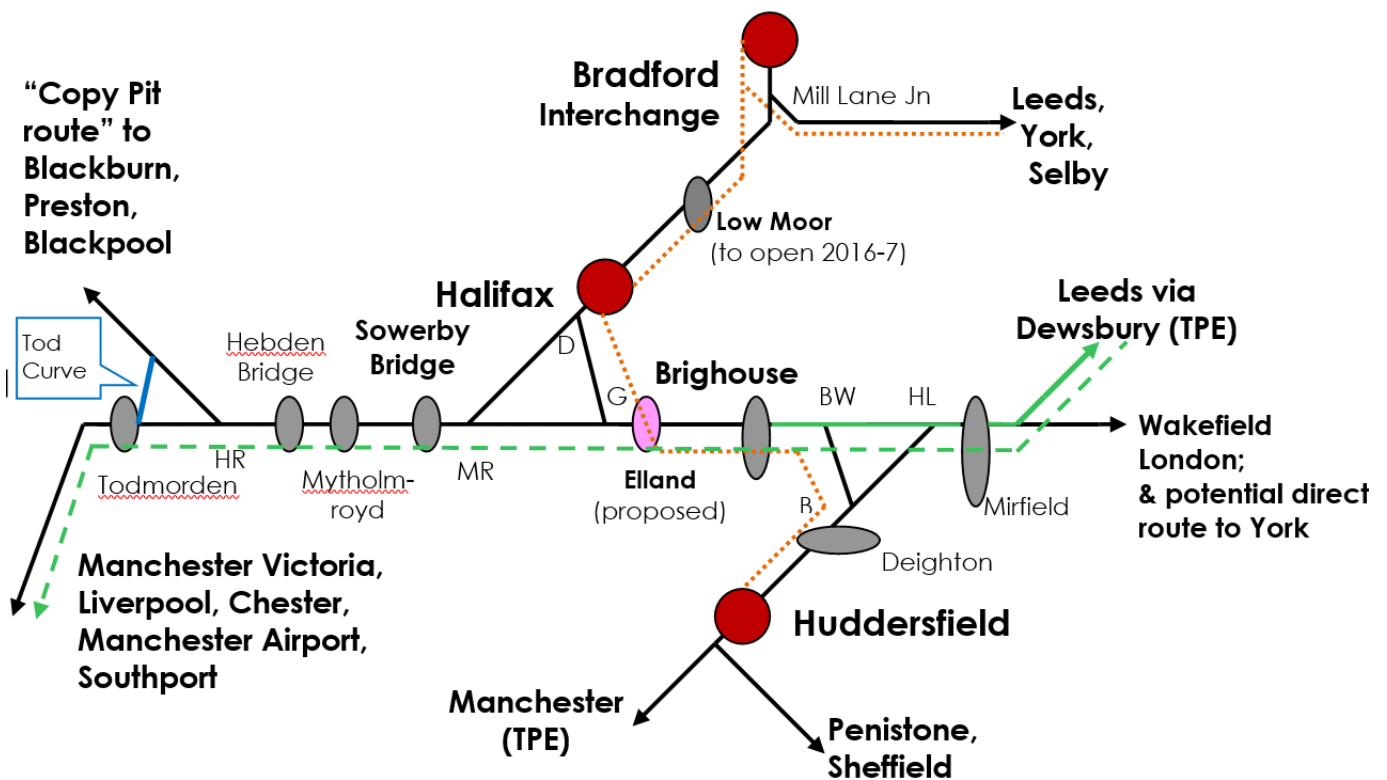 “Copy Pit
route” to
Blackburn,
Preston,
Blackpool
Bradford
Interchange
Mill Lane Jn
Leeds,
York,
Selby
Low Moor
(to open 2016-7)
Halifax
Leeds via
Dewsbury (TPE)
Tod
Curve
Hebden
Bridge
Sowerby
Bridge
D
G
Brighouse
BW
HL
Todmorden
HR
Mytholm-
royd
MR
Elland
(proposed)
B
Mirfield
Wakefield
London;
& potential direct
route to York
Deighton
Manchester Victoria,
Liverpool, Chester,
Manchester Airport,
Southport
Huddersfield
Manchester
(TPE)
Penistone,
Sheffield